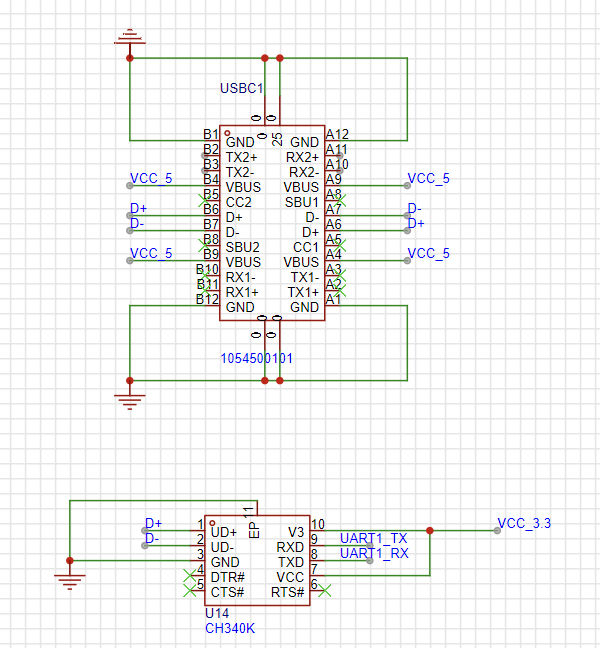 USBC1
0 0
0 25
B1 GND GND A12
B2 TX2+ RX2+ A11
B3 TX2- RX2- A10
VCC_5 B4 VBUS VBUS A9 VCC_5
B5 CC2 SBU1 A8
D+ B6 D+ D- A7 D-
D- B7 D- D+ A6 D+
B8 SBU2 CC1 A5
VCC_5 B9 VBUS VBUS A4 VCC_5
B10 RX1- TX1- A3
B11 RX1+ TX1+ A2
B12 GND GND A1
0 0
0 0
1054500101
11
EP
D+ 1 UD+ V3 10 VCC_3.3
D- 2 UD- RXD 9 UART1_TX
3 GND TXD 8 UART1_RX
4 DTR# VCC 7
5 CTS# RTS# 6
U14
CH340K